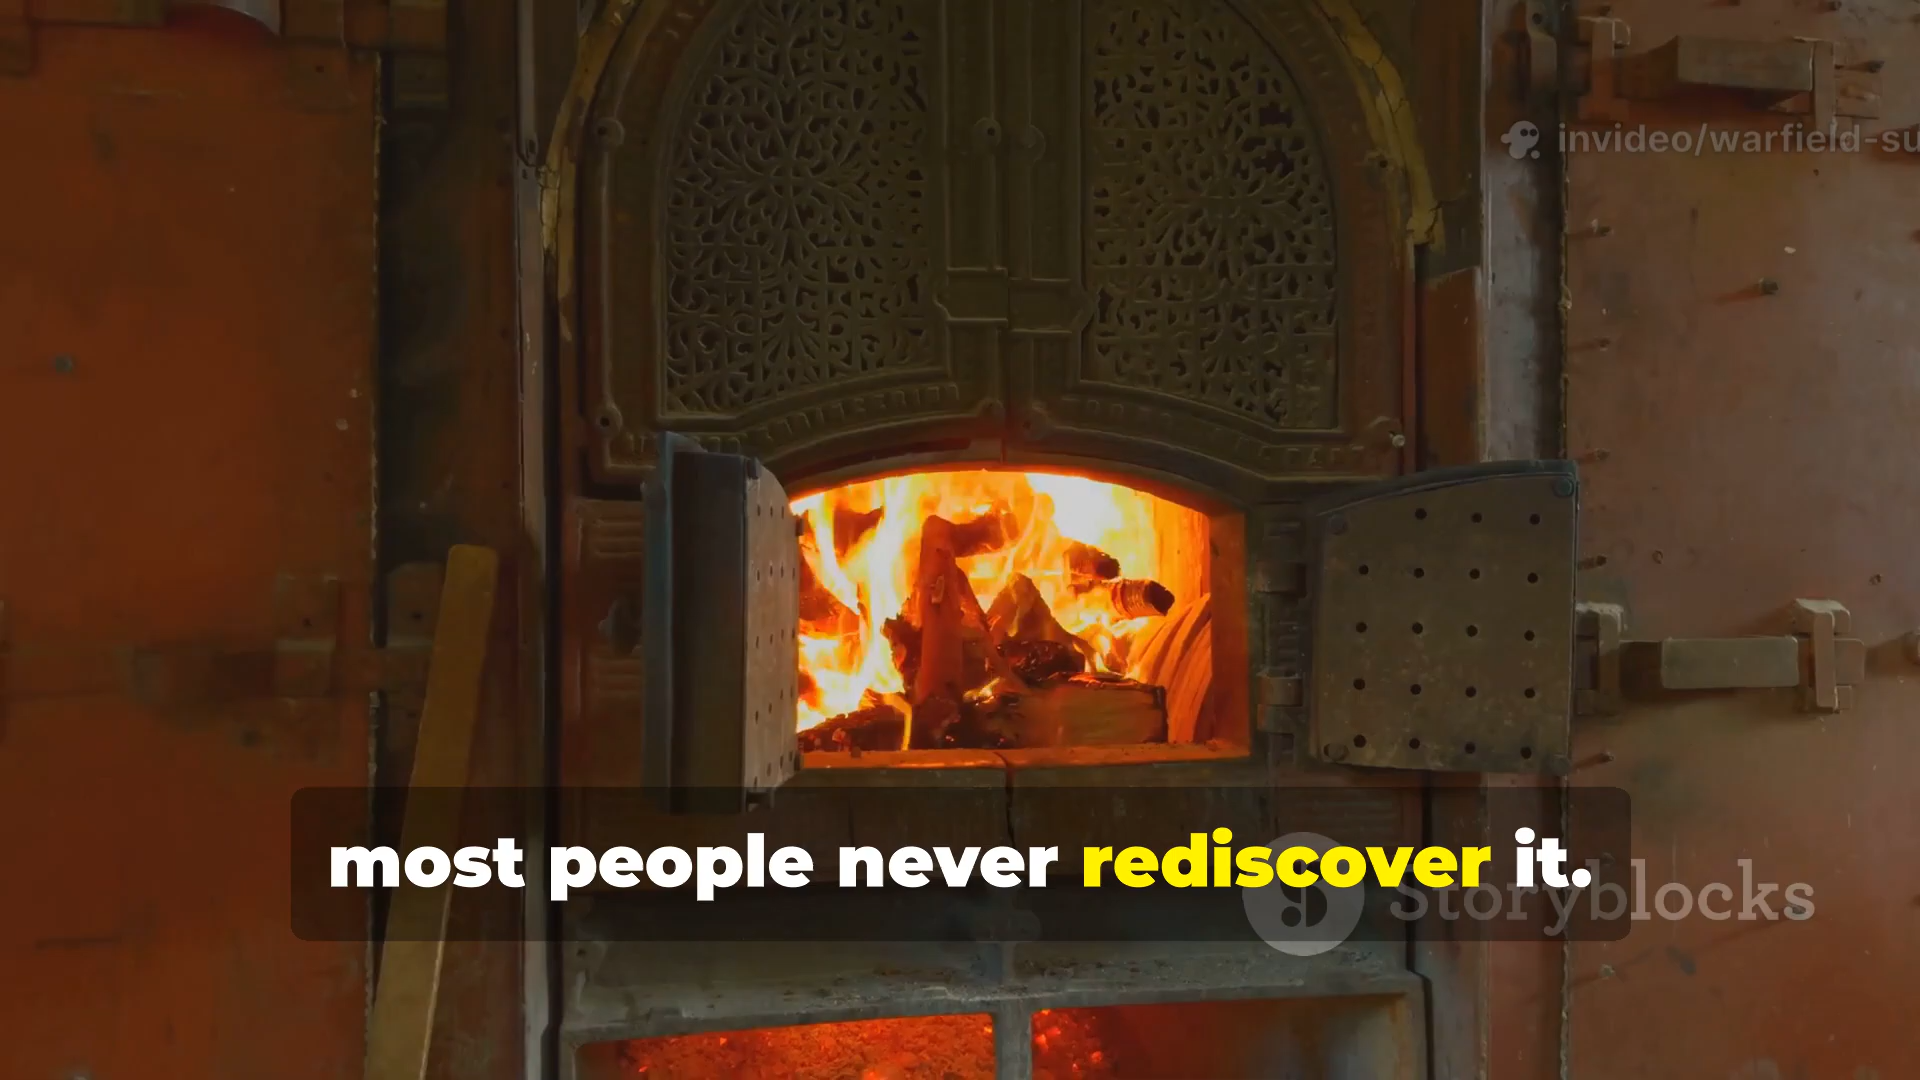 invideo/warfield-su
most people never rediscover it.
Storyblocks